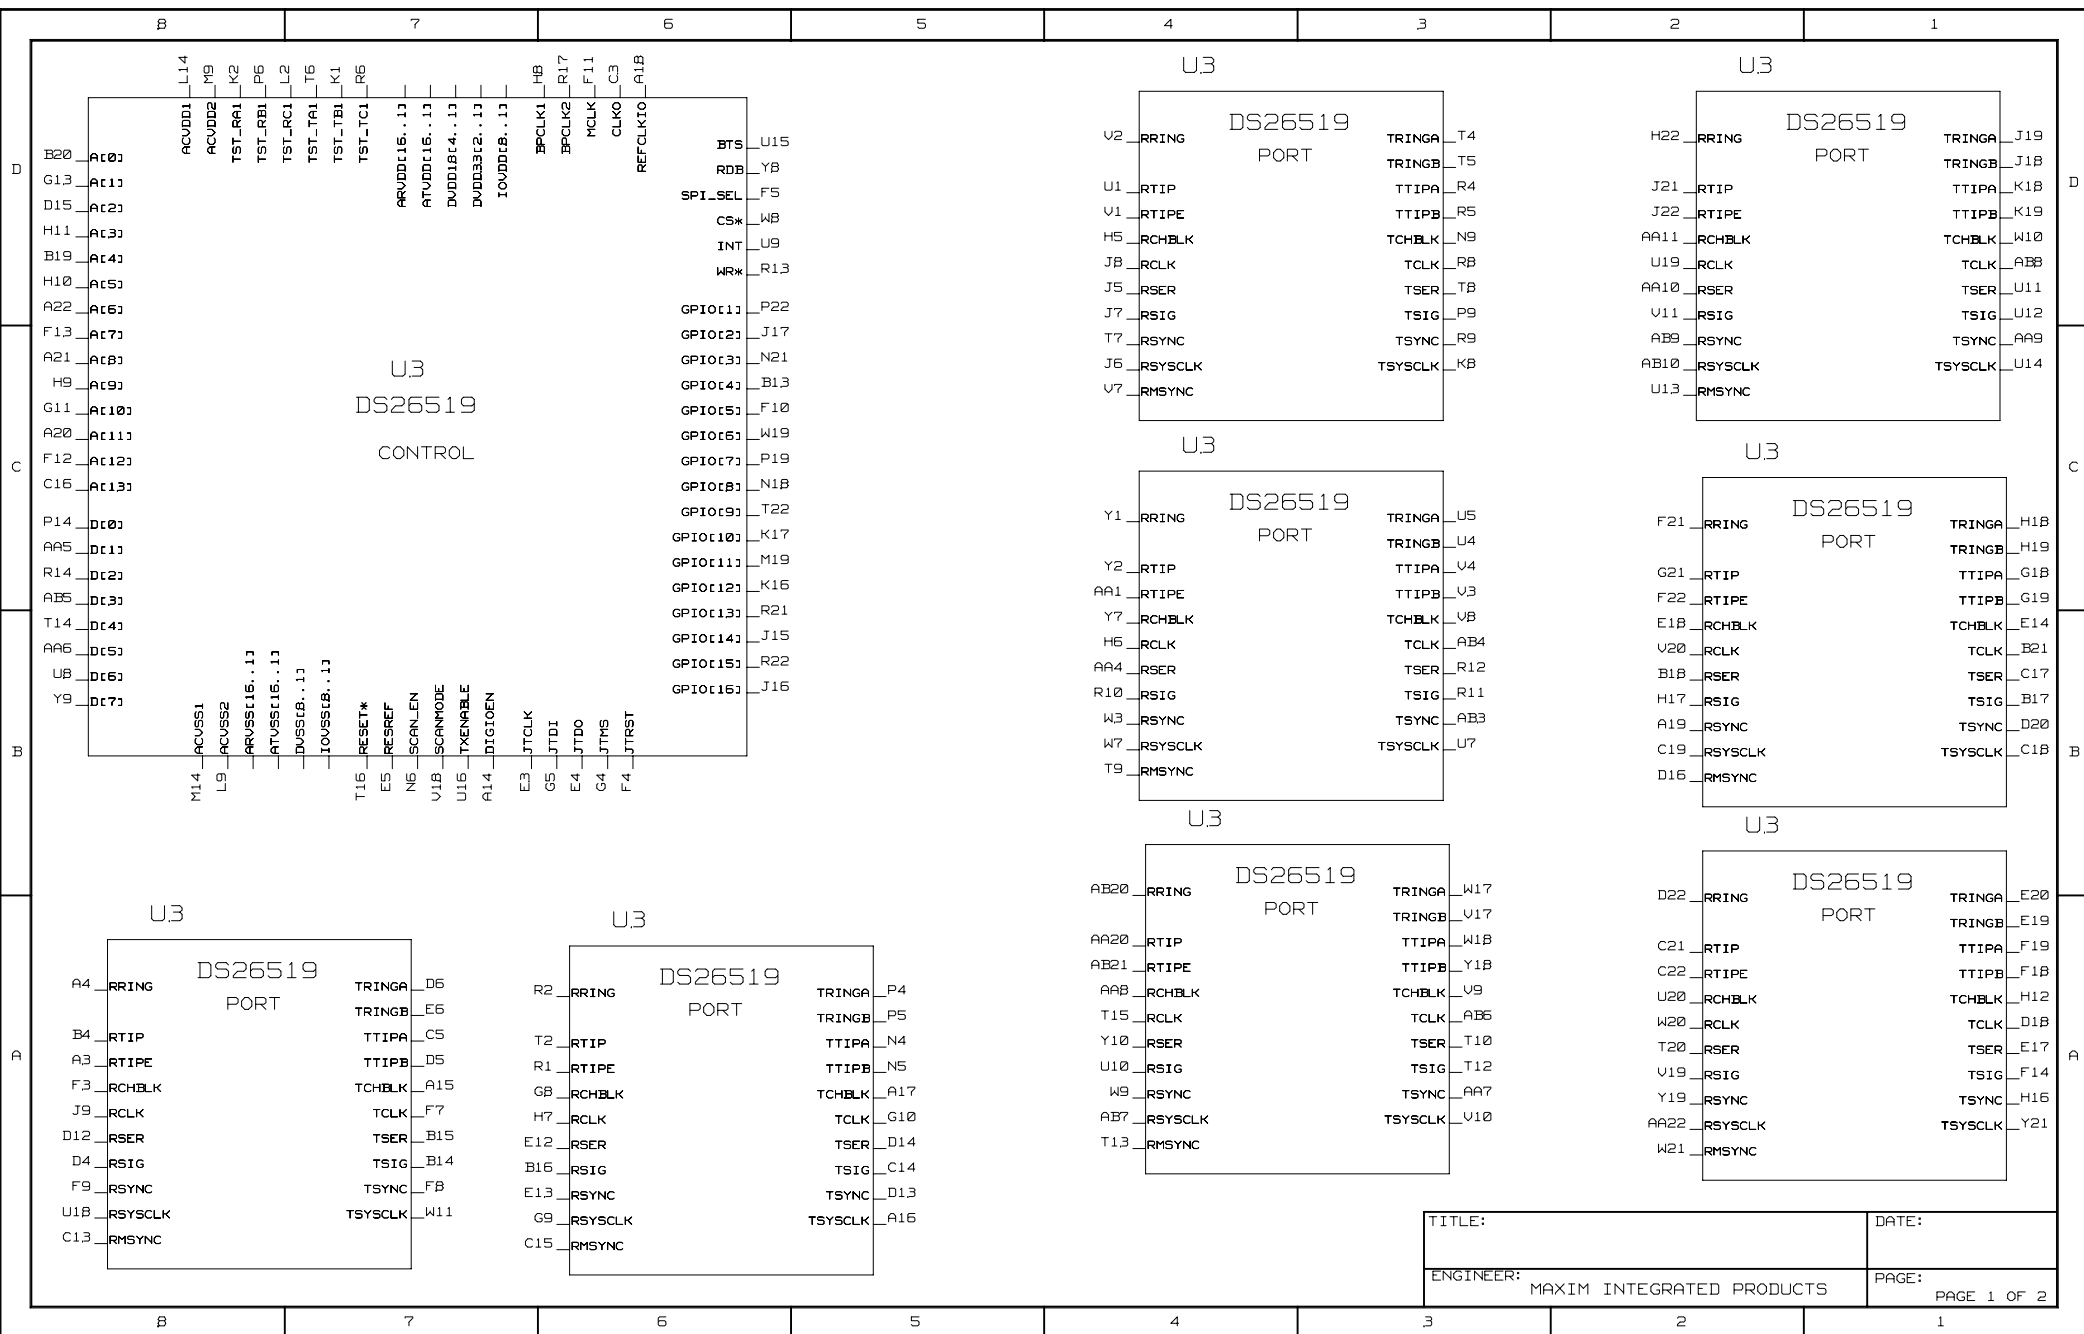 8 7 6 5 4 3 2 1
D
C
B
A
L14 ACVDD1
M9 ACVDD2
K2 TST_RA1
P6 TST_RB1
L2 TST_RC1
T6 TST_TA1
K1 TST_TB1
R6 TST_TC1
ARVDD[16..1]
ATVDD[16..1]
DVDD18[4..1]
DVDD33[2..1]
IOVDD[8..1]
H8 BPCLK1
R17 BPCLK2
F11 MCLK
C3 CLKO
A18 REFCLKIO
B20 A[0]
G13 A[1]
D15 A[2]
H11 A[3]
B19 A[4]
H10 A[5]
A22 A[6]
F13 A[7]
A21 A[8]
H9 A[9]
G11 A[10]
A20 A[11]
F12 A[12]
C16 A[13]
P14 D[0]
AA5 D[1]
R14 D[2]
AB5 D[3]
T14 D[4]
AA6 D[5]
U8 D[6]
Y9 D[7]
U3
DS26519
CONTROL
BTS U15
RDB Y8
SPI_SEL F5
CS* W8
INT U9
WR* R13
GPIO[1] P22
GPIO[2] J17
GPIO[3] N21
GPIO[4] B13
GPIO[5] F10
GPIO[6] W19
GPIO[7] P19
GPIO[8] N18
GPIO[9] T22
GPIO[10] K17
GPIO[11] M19
GPIO[12] K16
GPIO[13] R21
GPIO[14] J15
GPIO[15] R22
GPIO[16] J16
M14 ACVSS1
L9 ACVSS2
ARVSS[16..1]
ATVSS[16..1]
DVSS[8..1]
IOVSS[8..1]
T16 RESET*
E5 RESREF
N6 SCAN_EN
V18 SCANMODE
U16 TXENABLE
A14 DIGIOEN
E3 JTCLK
G5 JTDI
E4 JTDO
G4 JTMS
F4 JTRST
U3
DS26519
PORT
V2 RRING TRINGA T4
TRINGB T5
U1 RTIP TTIPA R4
V1 RTIPE TTIPB R5
H5 RCHBLK TCHBLK N9
J8 RCLK TCLK R8
J5 RSER TSER T8
J7 RSIG TSIG P9
T7 RSYNC TSYNC R9
J6 RSYSCLK TSYSCLK K8
V7 RMSYNC
U3
DS26519
PORT
H22 RRING TRINGA J19
TRINGB J18
J21 RTIP TTIPA K18
J22 RTIPE TTIPB K19
AA11 RCHBLK TCHBLK W10
U19 RCLK TCLK AB8
AA10 RSER TSER U11
V11 RSIG TSIG U12
AB9 RSYNC TSYNC AA9
AB10 RSYSCLK TSYSCLK U14
U13 RMSYNC
U3
DS26519
PORT
Y1 RRING TRINGA U5
TRINGB U4
Y2 RTIP TTIPA V4
AA1 RTIPE TTIPB V3
Y7 RCHBLK TCHBLK V8
H6 RCLK TCLK AB4
AA4 RSER TSER R12
R10 RSIG TSIG R11
W3 RSYNC TSYNC AB3
W7 RSYSCLK TSYSCLK U7
T9 RMSYNC
U3
DS26519
PORT
F21 RRING TRINGA H18
TRINGB H19
G21 RTIP TTIPA G18
F22 RTIPE TTIPB G19
E18 RCHBLK TCHBLK E14
V20 RCLK TCLK B21
B18 RSER TSER C17
H17 RSIG TSIG B17
A19 RSYNC TSYNC D20
C19 RSYSCLK TSYSCLK C18
D16 RMSYNC
U3
DS26519
PORT
AB20 RRING TRINGA W17
TRINGB V17
AA20 RTIP TTIPA W18
AB21 RTIPE TTIPB Y18
AA8 RCHBLK TCHBLK V9
T15 RCLK TCLK AB6
Y10 RSER TSER T10
U10 RSIG TSIG T12
W9 RSYNC TSYNC AA7
AB7 RSYSCLK TSYSCLK V10
T13 RMSYNC
U3
DS26519
PORT
D22 RRING TRINGA E20
TRINGB E19
C21 RTIP TTIPA F19
C22 RTIPE TTIPB F18
U20 RCHBLK TCHBLK H12
W20 RCLK TCLK D18
T20 RSER TSER E17
V19 RSIG TSIG F14
Y19 RSYNC TSYNC H16
AA22 RSYSCLK TSYSCLK Y21
W21 RMSYNC
U3
DS26519
PORT
A4 RRING TRINGA D6
TRINGB E6
B4 RTIP TTIPA C5
A3 RTIPE TTIPB D5
F3 RCHBLK TCHBLK A15
J9 RCLK TCLK F7
D12 RSER TSER B15
D4 RSIG TSIG B14
F9 RSYNC TSYNC F8
U18 RSYSCLK TSYSCLK W11
C13 RMSYNC
U3
DS26519
PORT
R2 RRING TRINGA P4
TRINGB P5
T2 RTIP TTIPA N4
R1 RTIPE TTIPB N5
G8 RCHBLK TCHBLK A17
H7 RCLK TCLK G10
E12 RSER TSER D14
B16 RSIG TSIG C14
E13 RSYNC TSYNC D13
G9 RSYSCLK TSYSCLK A16
C15 RMSYNC
D
C
B
A
TITLE: DATE:
ENGINEER: MAXIM INTEGRATED PRODUCTS
PAGE: PAGE 1 OF 2
8 7 6 5 4 3 2 1